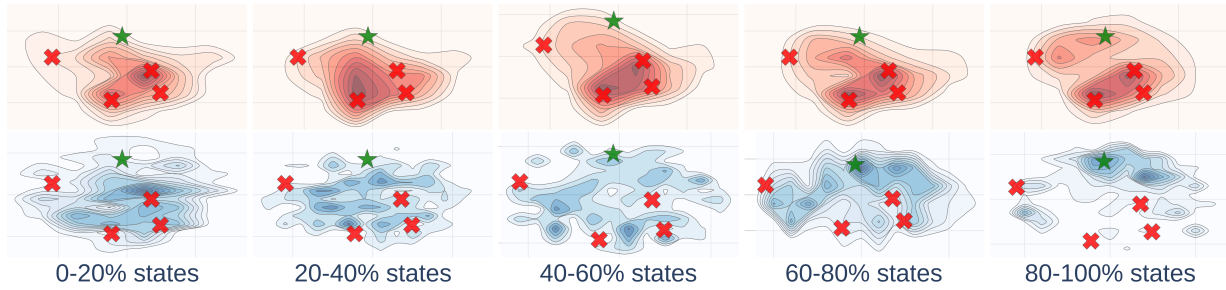 0-20% states
20-40% states
40-60% states
60-80% states
80-100% states